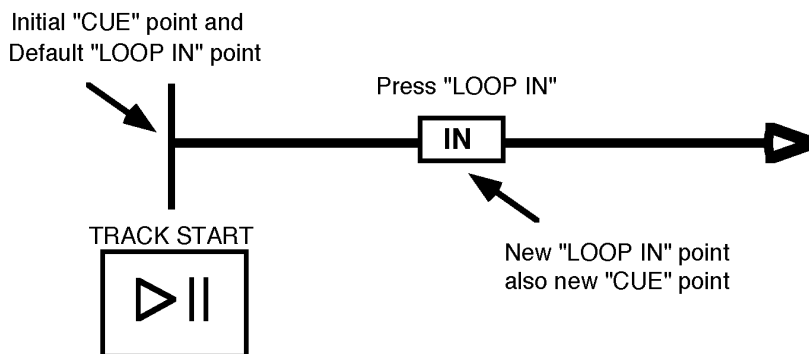 Initial "CUE" point and
Default "LOOP IN" point
Press "LOOP IN"
IN
TRACK START
New "LOOP IN" point
also new "CUE" point